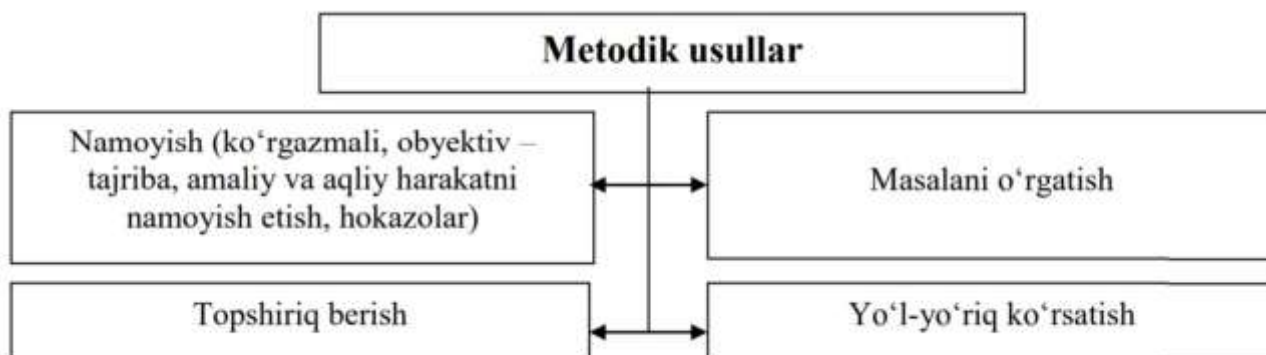 Metodik usullar
Namoyish (ko‘rgazmali, obyektiv –
tajriba, amaliy va aqliy harakatni
namoyish etish, hokazolar)
Masalani o‘rgatish
Topshiriq berish
Yo‘l-yo‘riq ko‘rsatish